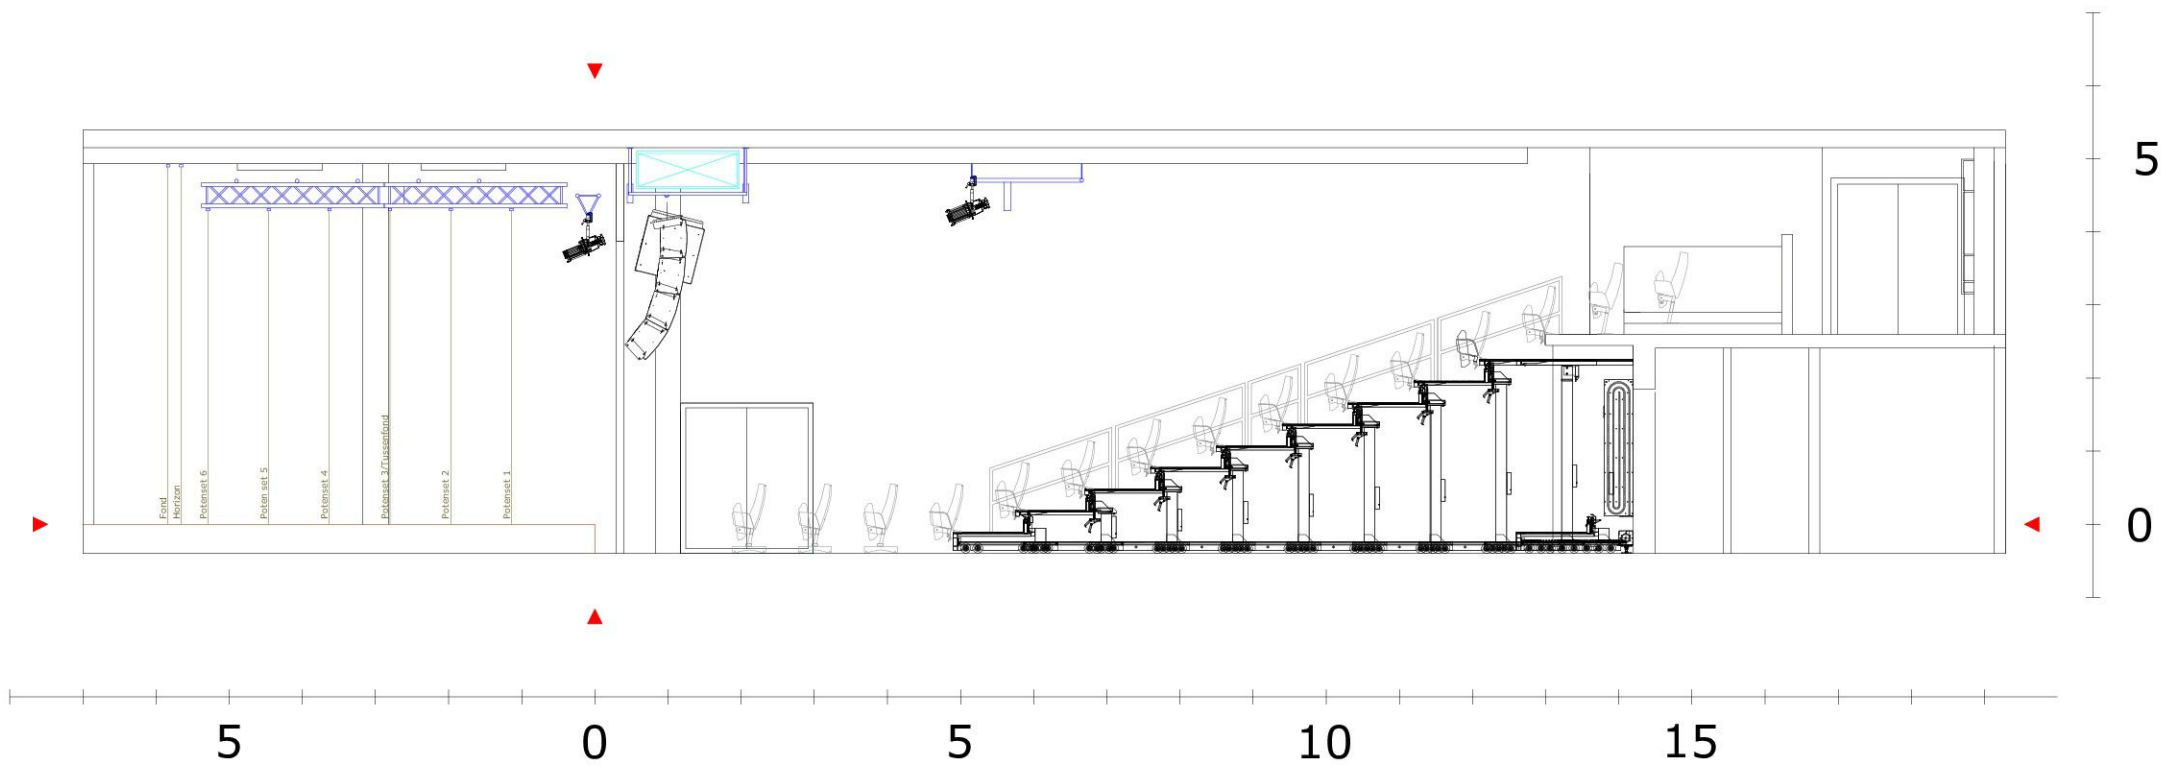 5
0
Fond
Horizon
Potenset 6
Poten set 5
Potenset 4
Potenset 3/Tussenfond
Potenset 2
Potenset 1
5 0 5 10 15